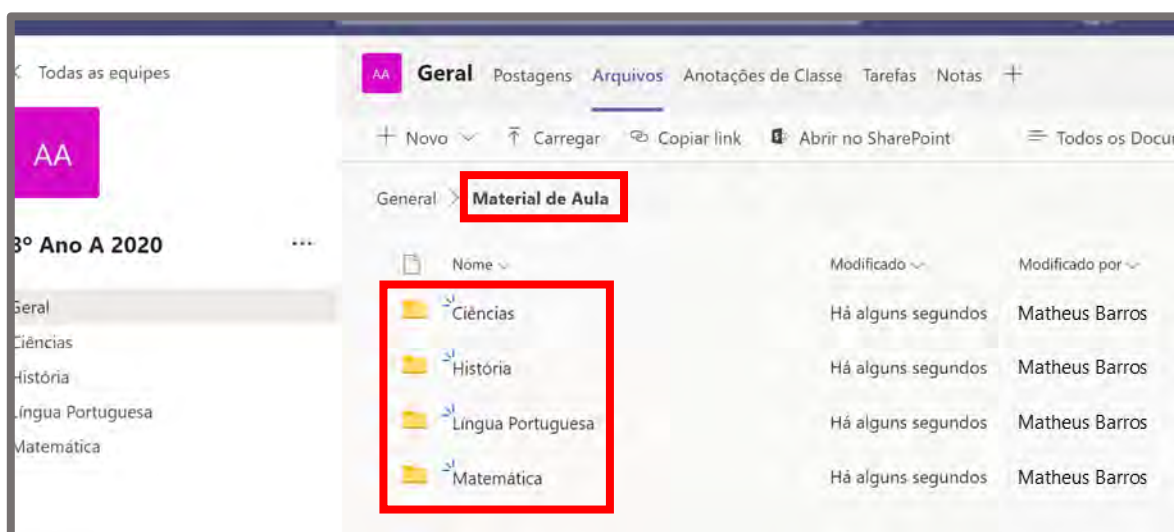 Todas as equipes
AA
3º Ano A 2020 ...
Geral
Ciências
História
Língua Portuguesa
Matemática
AA Geral Postagens Arquivos Anotações de Classe Tarefas Notas +
+ Novo Carregar Copiar link Abrir no SharePoint Todos os Docu
General > Material de Aula
Nome Modificado Modificado por
Ciências Há alguns segundos Matheus Barros
História Há alguns segundos Matheus Barros
Língua Portuguesa Há alguns segundos Matheus Barros
Matemática Há alguns segundos Matheus Barros